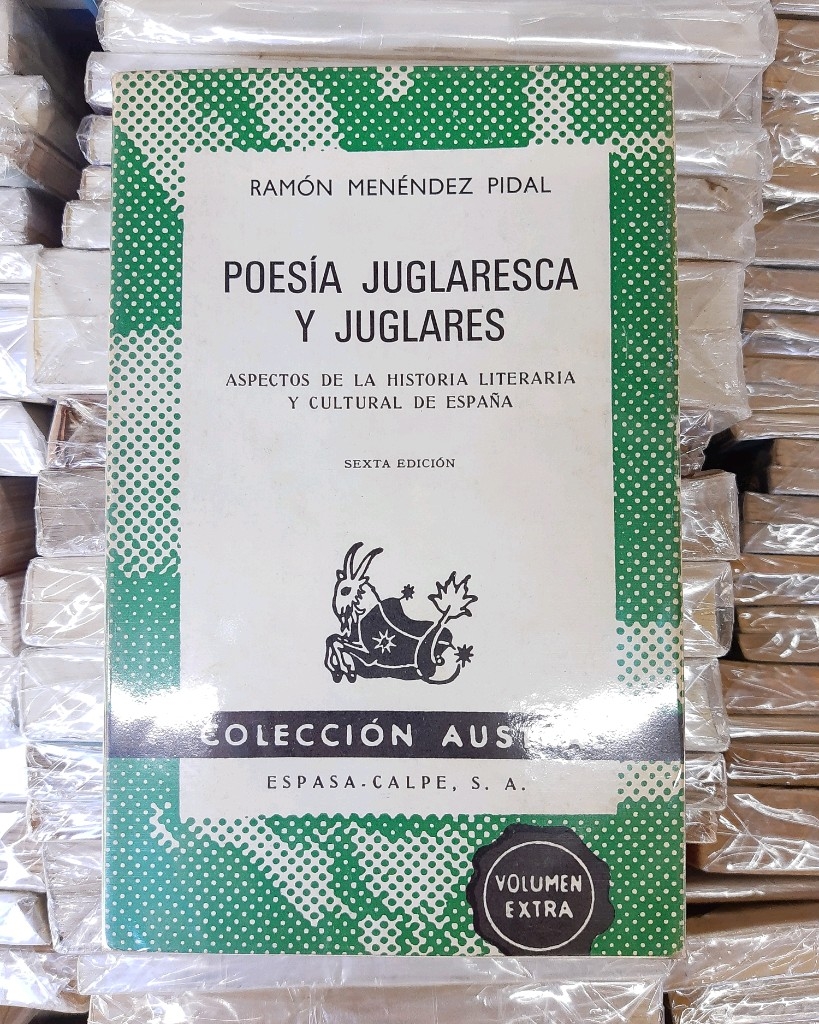 RAMÓN MENÉNDEZ PIDAL
POESÍA JUGLARESCA
Y JUGLARES
ASPECTOS DE LA HISTORIA LITERARIA
Y CULTURAL DE ESPAÑA
SEXTA EDICIÓN
COLECCIÓN
ESPASA-CALPE, S. A.
VOLUMEN
EXTRA